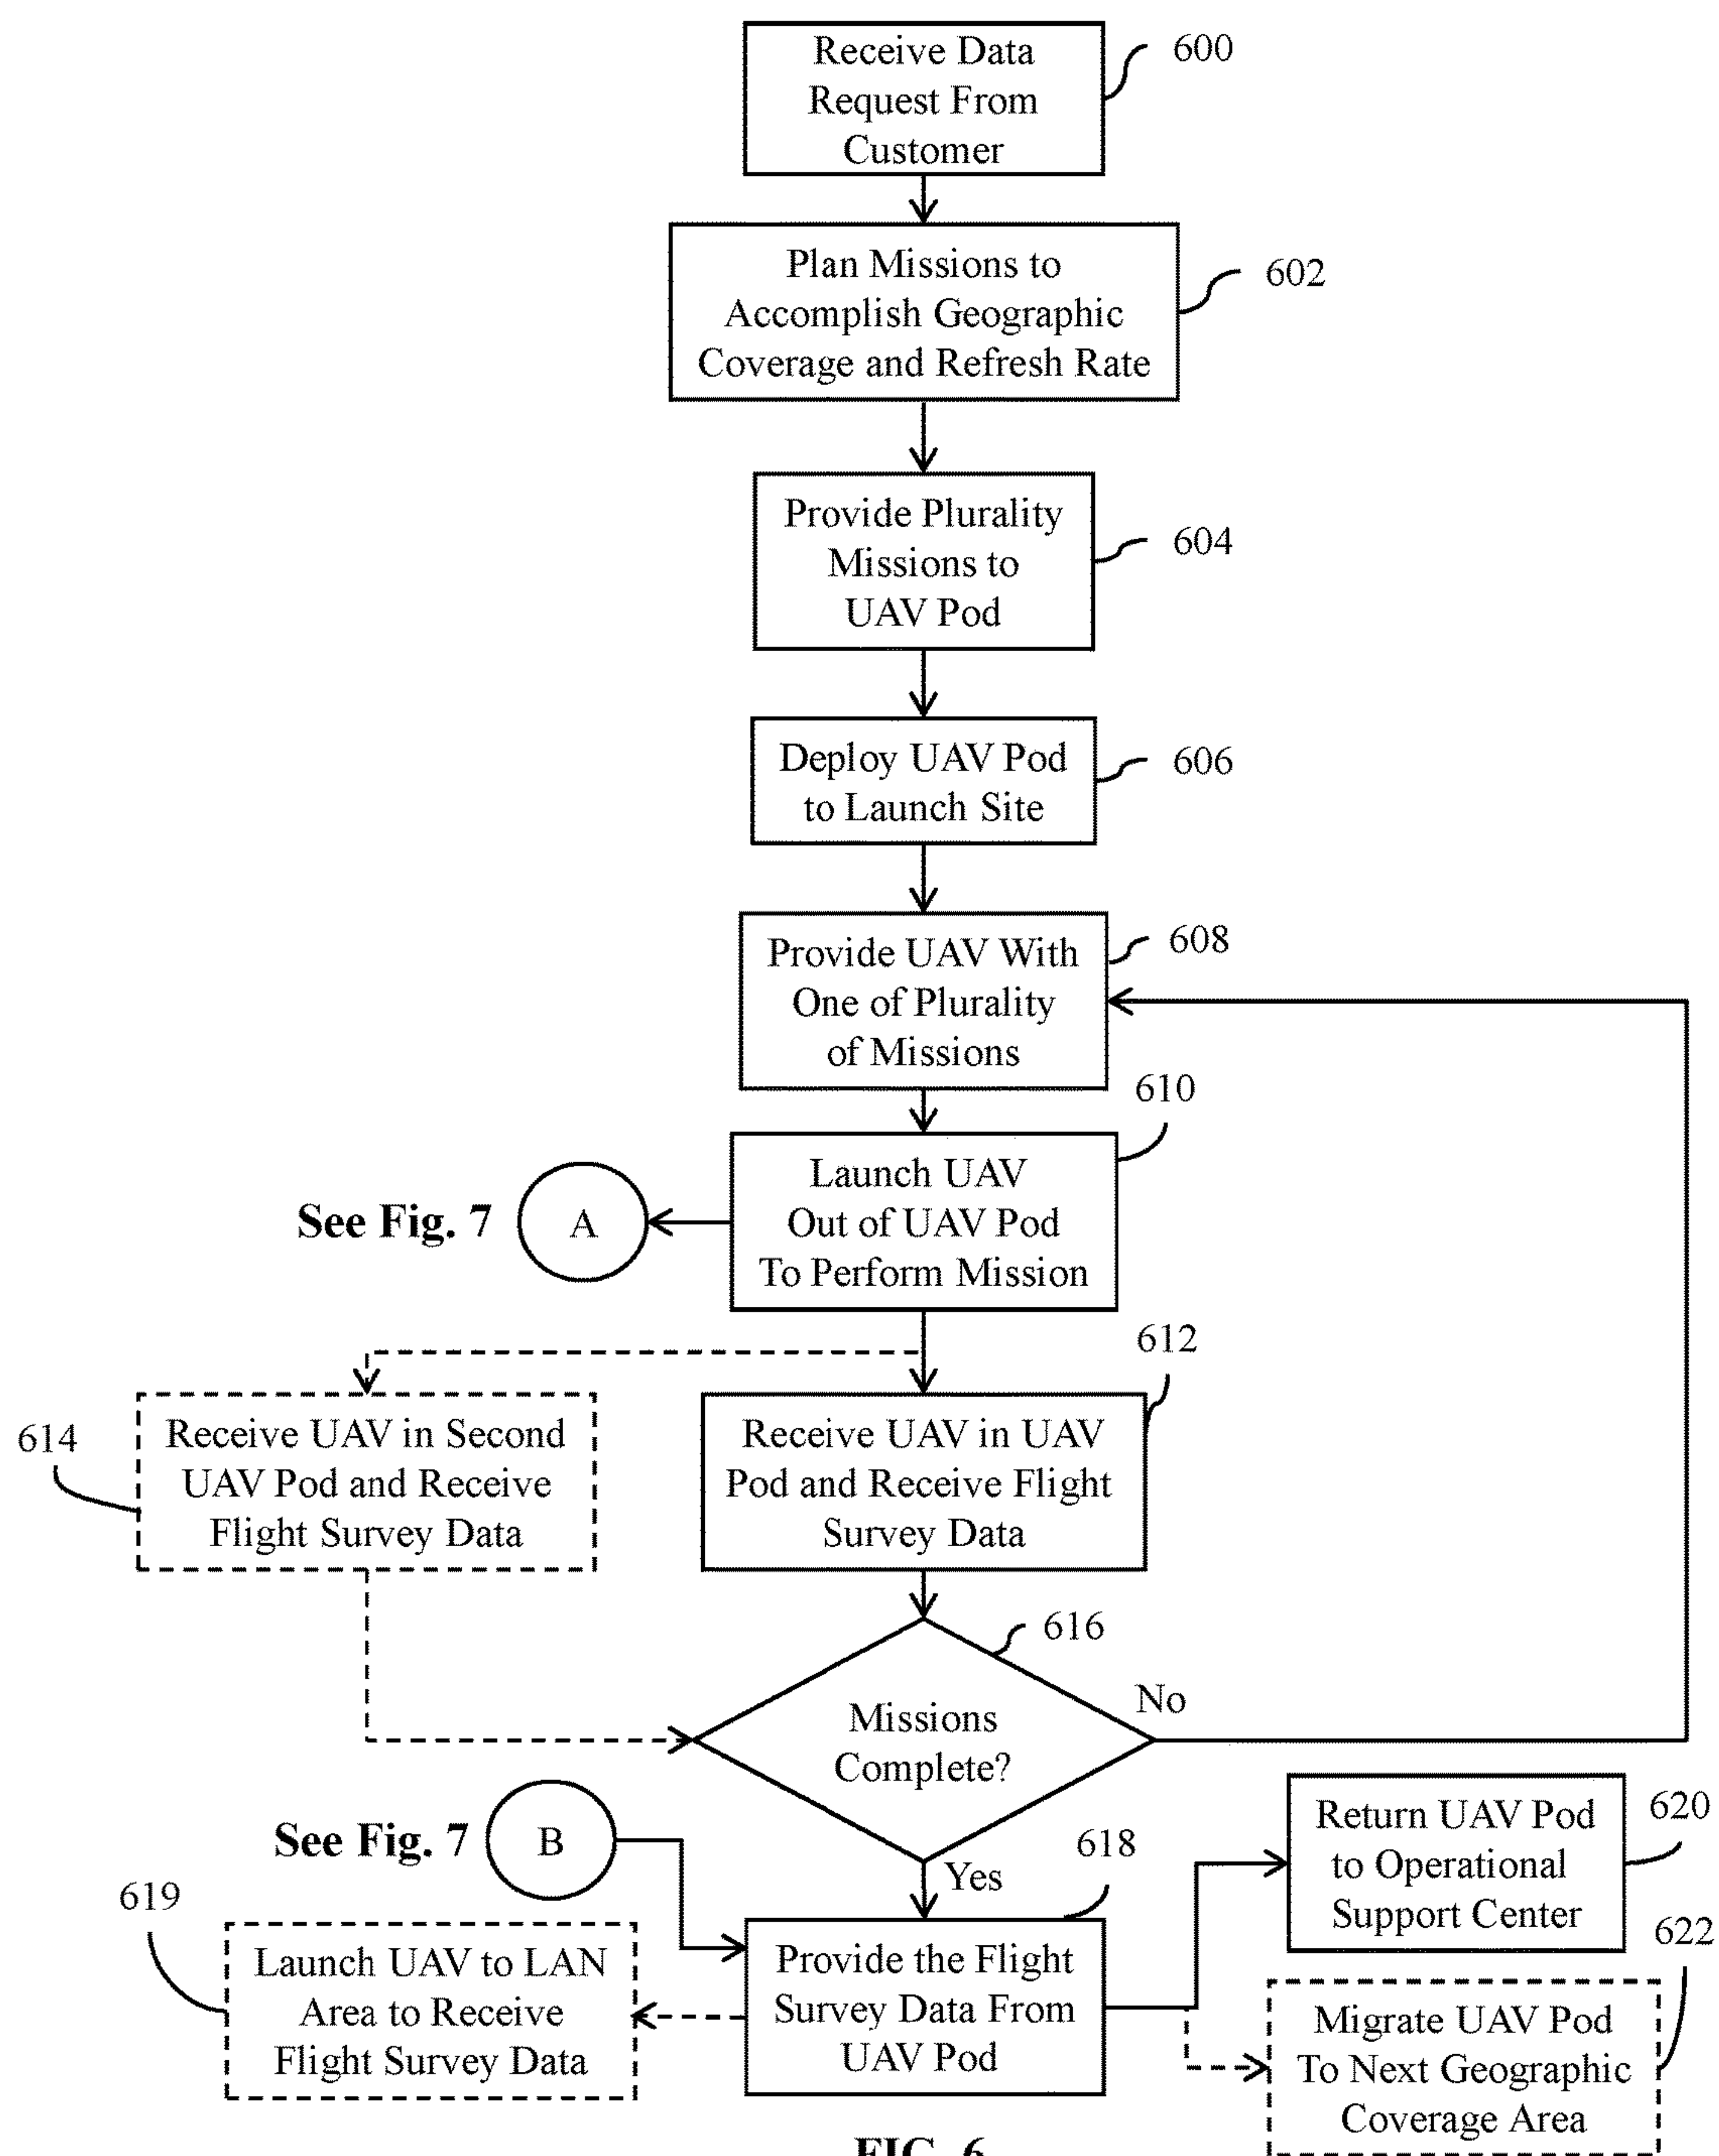 Receive Data
Request From
Customer
600
Plan Missions to
Accomplish Geographic
Coverage and Refresh Rate
602
Provide Plurality
Missions to
UAV Pod
604
Deploy UAV Pod
to Launch Site
606
Provide UAV With
One of Plurality
of Missions
608
610
Launch UAV
Out of UAV Pod
To Perform Mission
See Fig. 7
A
612
614
Receive UAV in Second
UAV Pod and Receive
Flight Survey Data
Receive UAV in UAV
Pod and Receive Flight
Survey Data
616
Missions
Complete?
No
Yes
See Fig. 7
B
618
Return UAV Pod
to Operational
Support Center
620
619
Launch UAV to LAN
Area to Receive
Flight Survey Data
Provide the Flight
Survey Data From
UAV Pod
622
Migrate UAV Pod
To Next Geographic
Coverage Area
FIG. 6